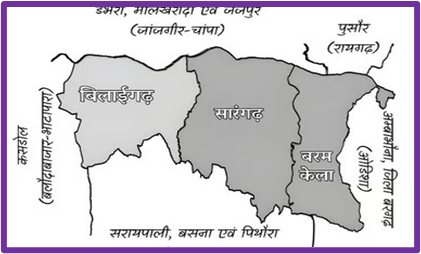 डभरा, मालखरौदा एवं जैजैपुर
(जांजगीर-चांपा)
पुसौर
(रायगढ़)
कसडोल
(बलौदाबाजार-भाटापारा)
बिलाईगढ़
सारंगढ़
बरम
केला
अम्बाभौना, जिला बरगढ़
(ओडिशा)
सरायपाली, बसना एवं पिथौरा